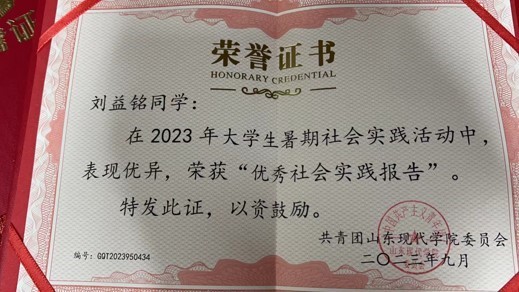 荣誉证书
HONORARY CREDENTIAL
刘益铭同学：
在2023年大学生暑期社会实践活动中，
表现优异，荣获“优秀社会实践报告”。
特发此证，以资鼓励。
共青团山东现代学院委员会
二〇二三年九月
编号：GQT2023950434